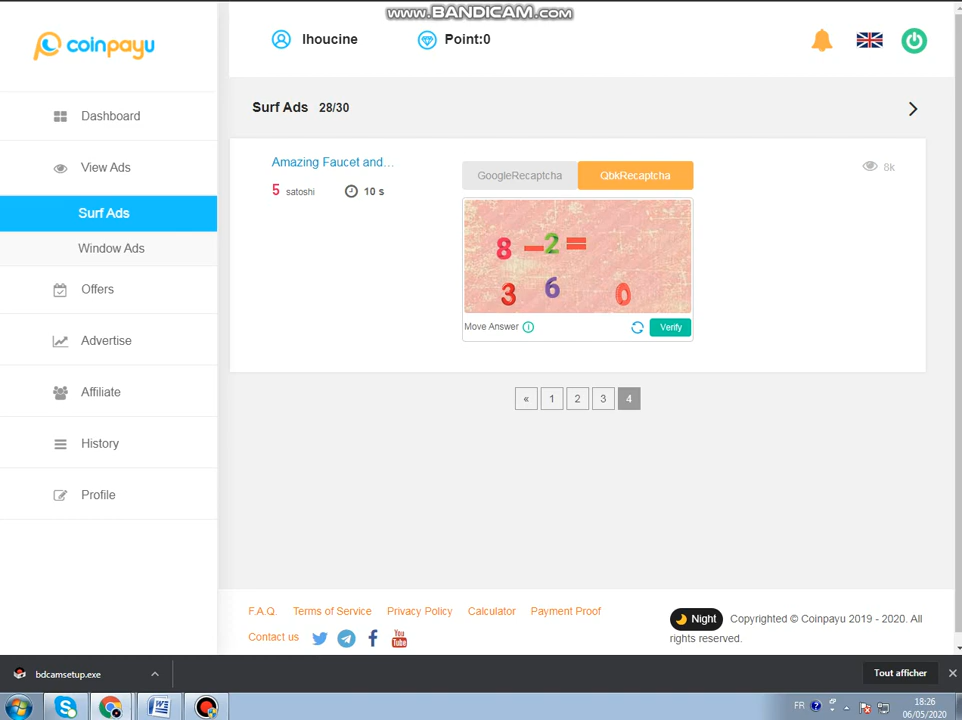 www.BANDICAM.com
coinpayu
lhoucine
Point:0
Dashboard
View Ads
Surf Ads
Window Ads
Offers
Advertise
Affiliate
History
Profile
Surf Ads 28/30
Amazing Faucet and...
5 satoshi 10 s
GoogleRecaptcha QbkRecaptcha
8k
8 − 2 =
3 6 0
Move Answer
Verify
« 1 2 3 4
F.A.Q. Terms of Service Privacy Policy Calculator Payment Proof
Contact us
You Tube
Night
Copyrighted © Coinpayu 2019 - 2020. All
rights reserved.
bdcamsetup.exe
Tout afficher
FR
18:26
06/05/2020